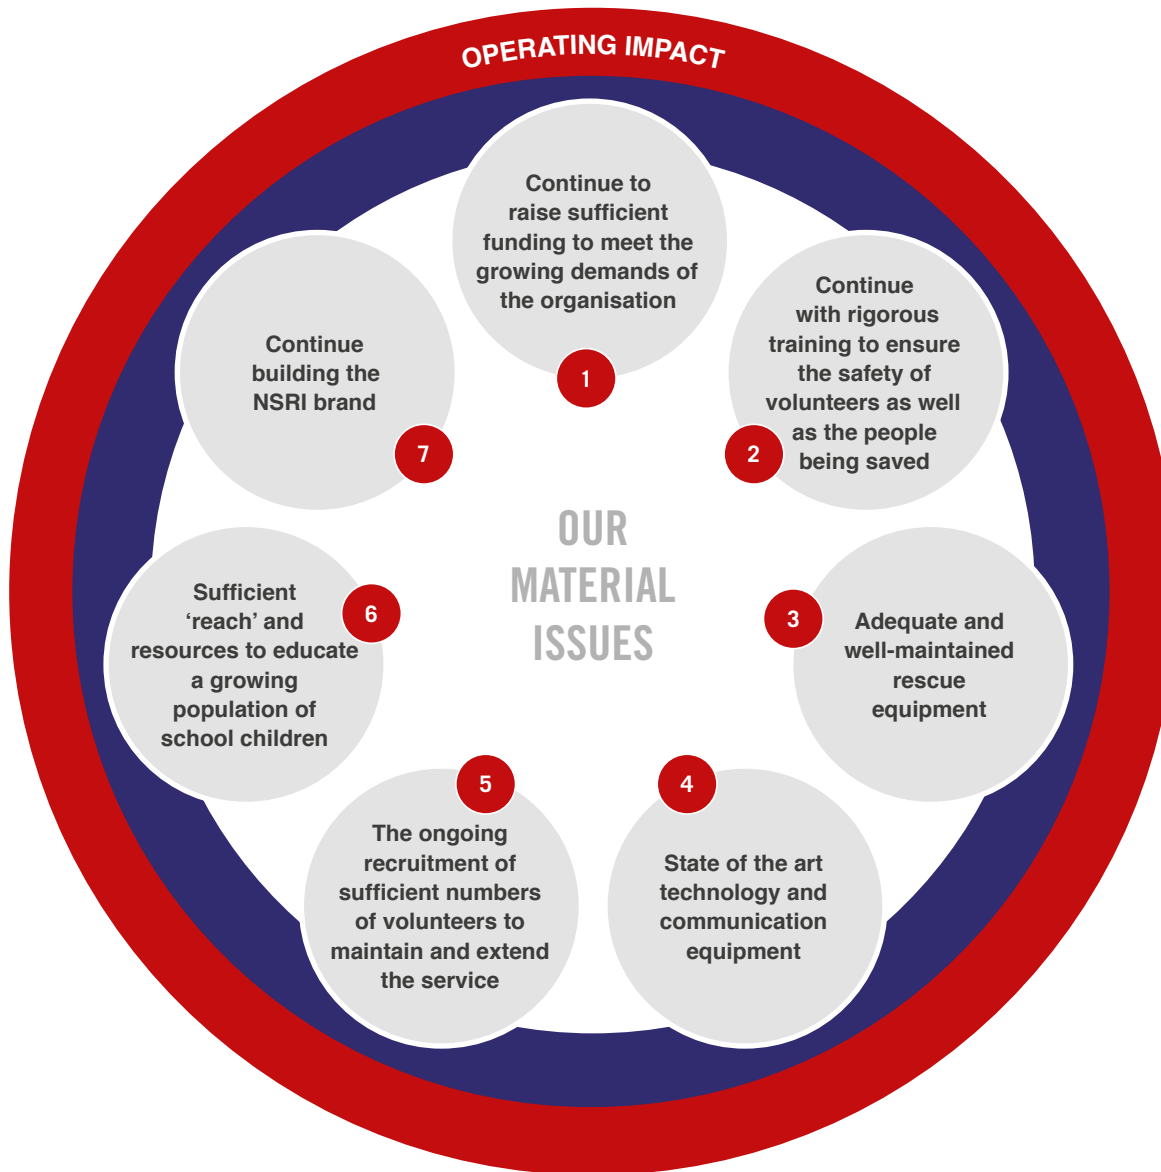 OPERATING IMPACT
Continue to
raise sufficient
funding to meet the
growing demands of
the organisation
1
Continue
with rigorous
training to ensure
the safety of
volunteers as well
as the people
being saved
2
Adequate and
well-maintained
rescue
equipment
3
State of the art
technology and
communication
equipment
4
The ongoing
recruitment of
sufficient numbers
of volunteers to
maintain and extend
the service
5
Sufficient
‘reach’ and
resources to educate
a growing
population of
school children
6
Continue
building the
NSRI brand
7
OUR
MATERIAL
ISSUES